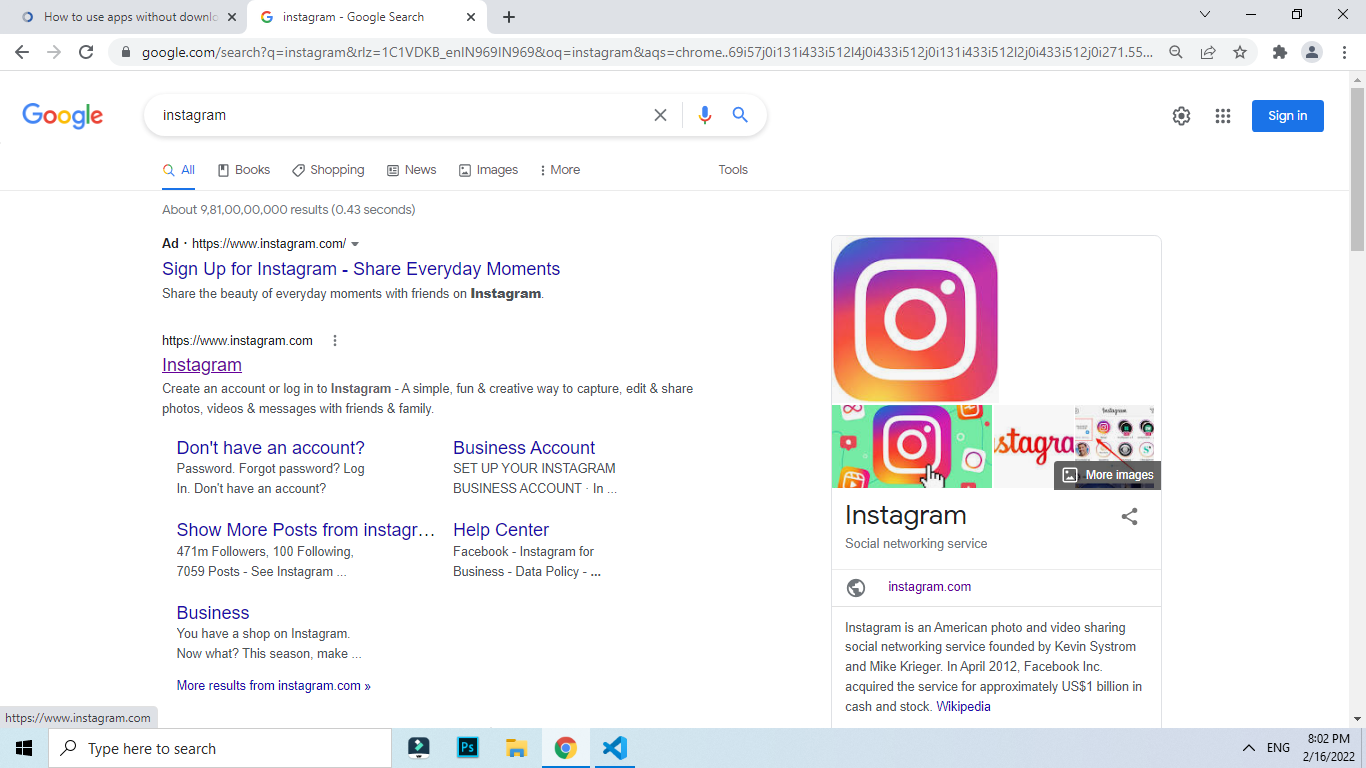 How to use apps without downlo
instagram - Google Search
google.com/search?q=instagram&rlz=1C1VDKB_enIN969IN969&oq=instagram&aqs=chrome..69i57j0i131i433i512l4j0i433i512j0i131i433i512l2j0i433i512j0i271.55...
Google
instagram
Sign in
All
Books
Shopping
News
Images
More
Tools
About 9,81,00,00,000 results (0.43 seconds)
Ad · https://www.instagram.com/
Sign Up for Instagram - Share Everyday Moments
Share the beauty of everyday moments with friends on Instagram.
https://www.instagram.com
Instagram
Create an account or log in to Instagram - A simple, fun & creative way to capture, edit & share
photos, videos & messages with friends & family.
Don't have an account?
Password. Forgot password? Log
In. Don't have an account?
Business Account
SET UP YOUR INSTAGRAM
BUSINESS ACCOUNT · In ...
Show More Posts from instagr…
471m Followers, 100 Following,
7059 Posts - See Instagram ...
Help Center
Facebook - Instagram for
Business - Data Policy - ...
Business
You have a shop on Instagram.
Now what? This season, make ...
More results from instagram.com »
stagra
Instagram
More images
Instagram
Social networking service
instagram.com
Instagram is an American photo and video sharing
social networking service founded by Kevin Systrom
and Mike Krieger. In April 2012, Facebook Inc.
acquired the service for approximately US$1 billion in
cash and stock. Wikipedia
https://www.instagram.com
Type here to search
Ps
ENG
8:02 PM
2/16/2022